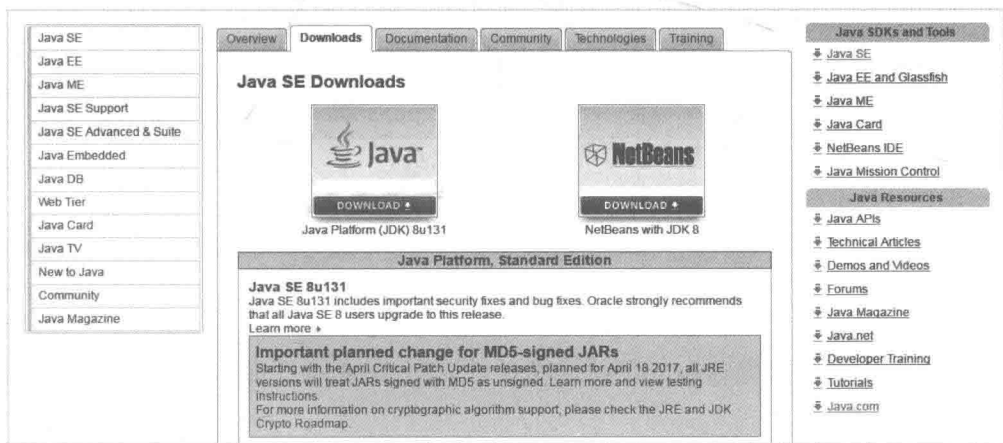 Java SE
Java EE
Java ME
Java SE Support
Java SE Advanced & Suite
Java Embedded
Java DB
Web Tier
Java Card
Java TV
New to Java
Community
Java Magazine
Overview
Downloads
Documentation
Community
Technologies
Training
Java SE Downloads
Java™
DOWNLOAD
Java Platform (JDK) 8u131
NetBeans
DOWNLOAD
NetBeans with JDK 8
Java Platform, Standard Edition
Java SE 8u131
Java SE 8u131 includes important security fixes and bug fixes. Oracle strongly recommends
that all Java SE 8 users upgrade to this release.
Learn more
Important planned change for MD5-signed JARs
Starting with the April Critical Patch Update releases, planned for April 18 2017, all JRE
versions will treat JARs signed with MD5 as unsigned. Learn more and view testing
instructions.
For more information on cryptographic algorithm support, please check the JRE and JDK
Crypto Roadmap.
Java SDKs and Tools
Java SE
Java EE and Glassfish
Java ME
Java Card
NetBeans IDE
Java Mission Control
Java Resources
Java APIs
Technical Articles
Demos and Videos
Forums
Java Magazine
Java.net
Developer Training
Tutorials
Java.com